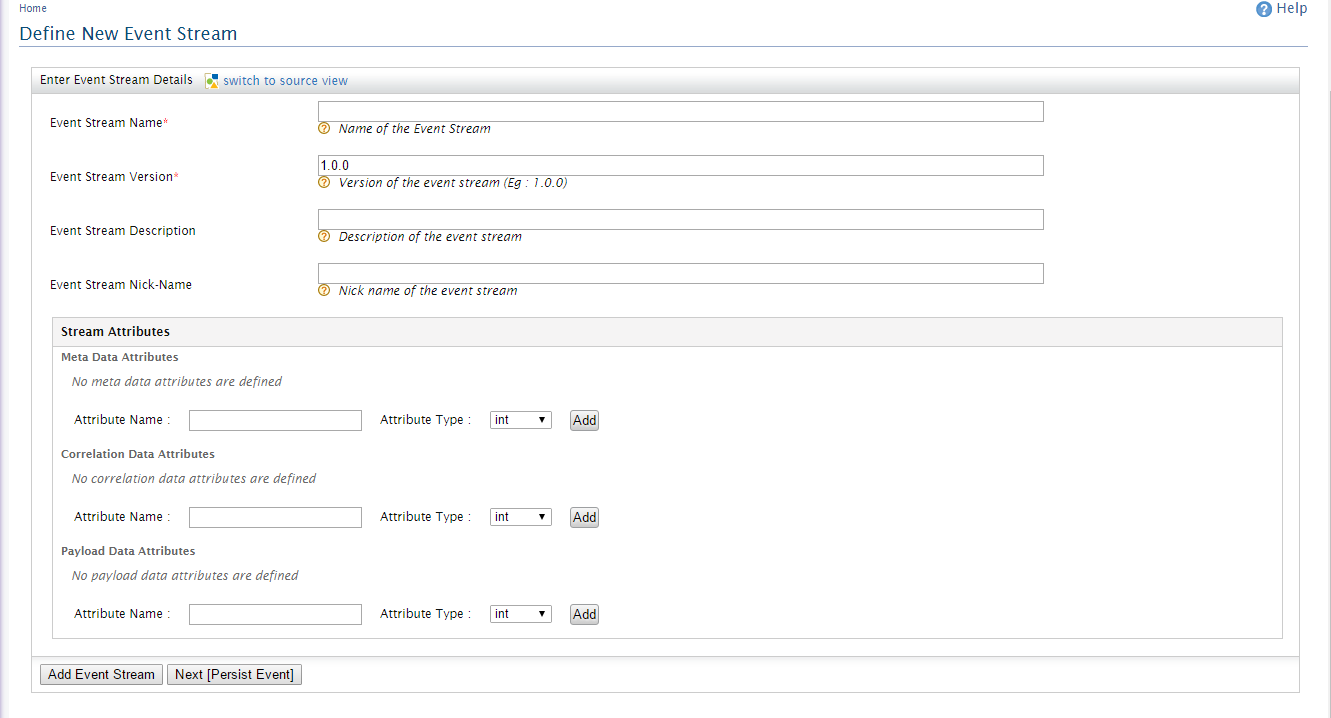 Home
Help
Define New Event Stream
Enter Event Stream Details switch to source view
Event Stream Name*
Name of the Event Stream
Event Stream Version*
1.0.0
Version of the event stream (Eg : 1.0.0)
Event Stream Description
Description of the event stream
Event Stream Nick-Name
Nick name of the event stream
Stream Attributes
Meta Data Attributes
No meta data attributes are defined
Attribute Name : Attribute Type : int Add
Correlation Data Attributes
No correlation data attributes are defined
Attribute Name : Attribute Type : int Add
Payload Data Attributes
No payload data attributes are defined
Attribute Name : Attribute Type : int Add
Add Event Stream Next [Persist Event]